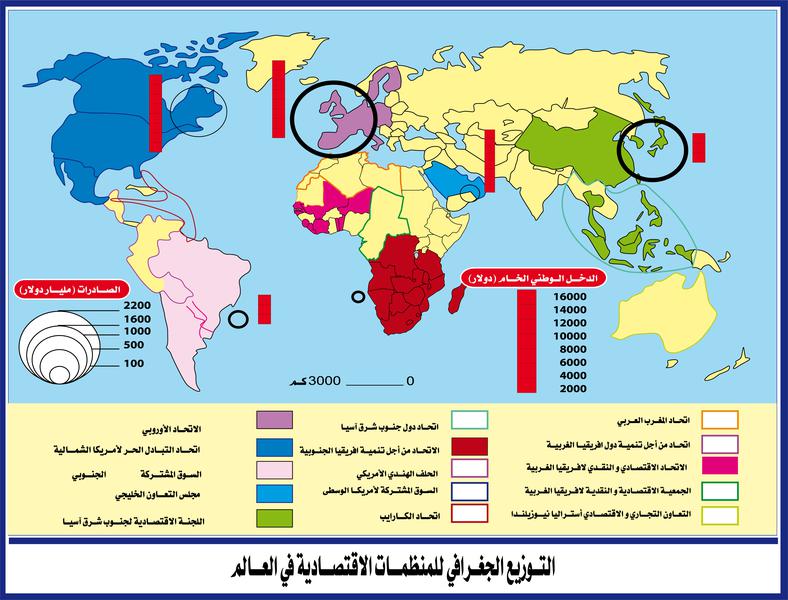 الصادرات (مليار دولار)
2200
1600
1000
500
100
الدخل الوطني الخام (دولار)
16000
14000
12000
10000
8000
6000
4000
2000
3000 كم
0
اتحاد المغرب العربي
اتحاد من أجل تنمية دول افريقيا الغربية
الاتحاد الاقتصادي و النقدي لافريقيا الغربية
الجمعية الاقتصادية و النقدية لافريقيا الغربية
التعاون التجاري و الاقتصادي أستراليا نيوزيلندا
اتحاد دول جنوب شرق آسيا
الاتحاد من أجل تنمية افريقيا الجنوبية
الحلف الهندي الأمريكي
السوق المشتركة لأمريكا الوسطى
اتحاد الكارايب
الاتحاد الأوروبي
اتحاد التبادل الحر لأمريكا الشمالية
السوق المشتركة الجنوبي
مجلس التعاون الخليجي
اللجنة الاقتصادية لجنوب شرق آسيا
التوزيع الجغرافي للمنظمات الاقتصادية في العالم